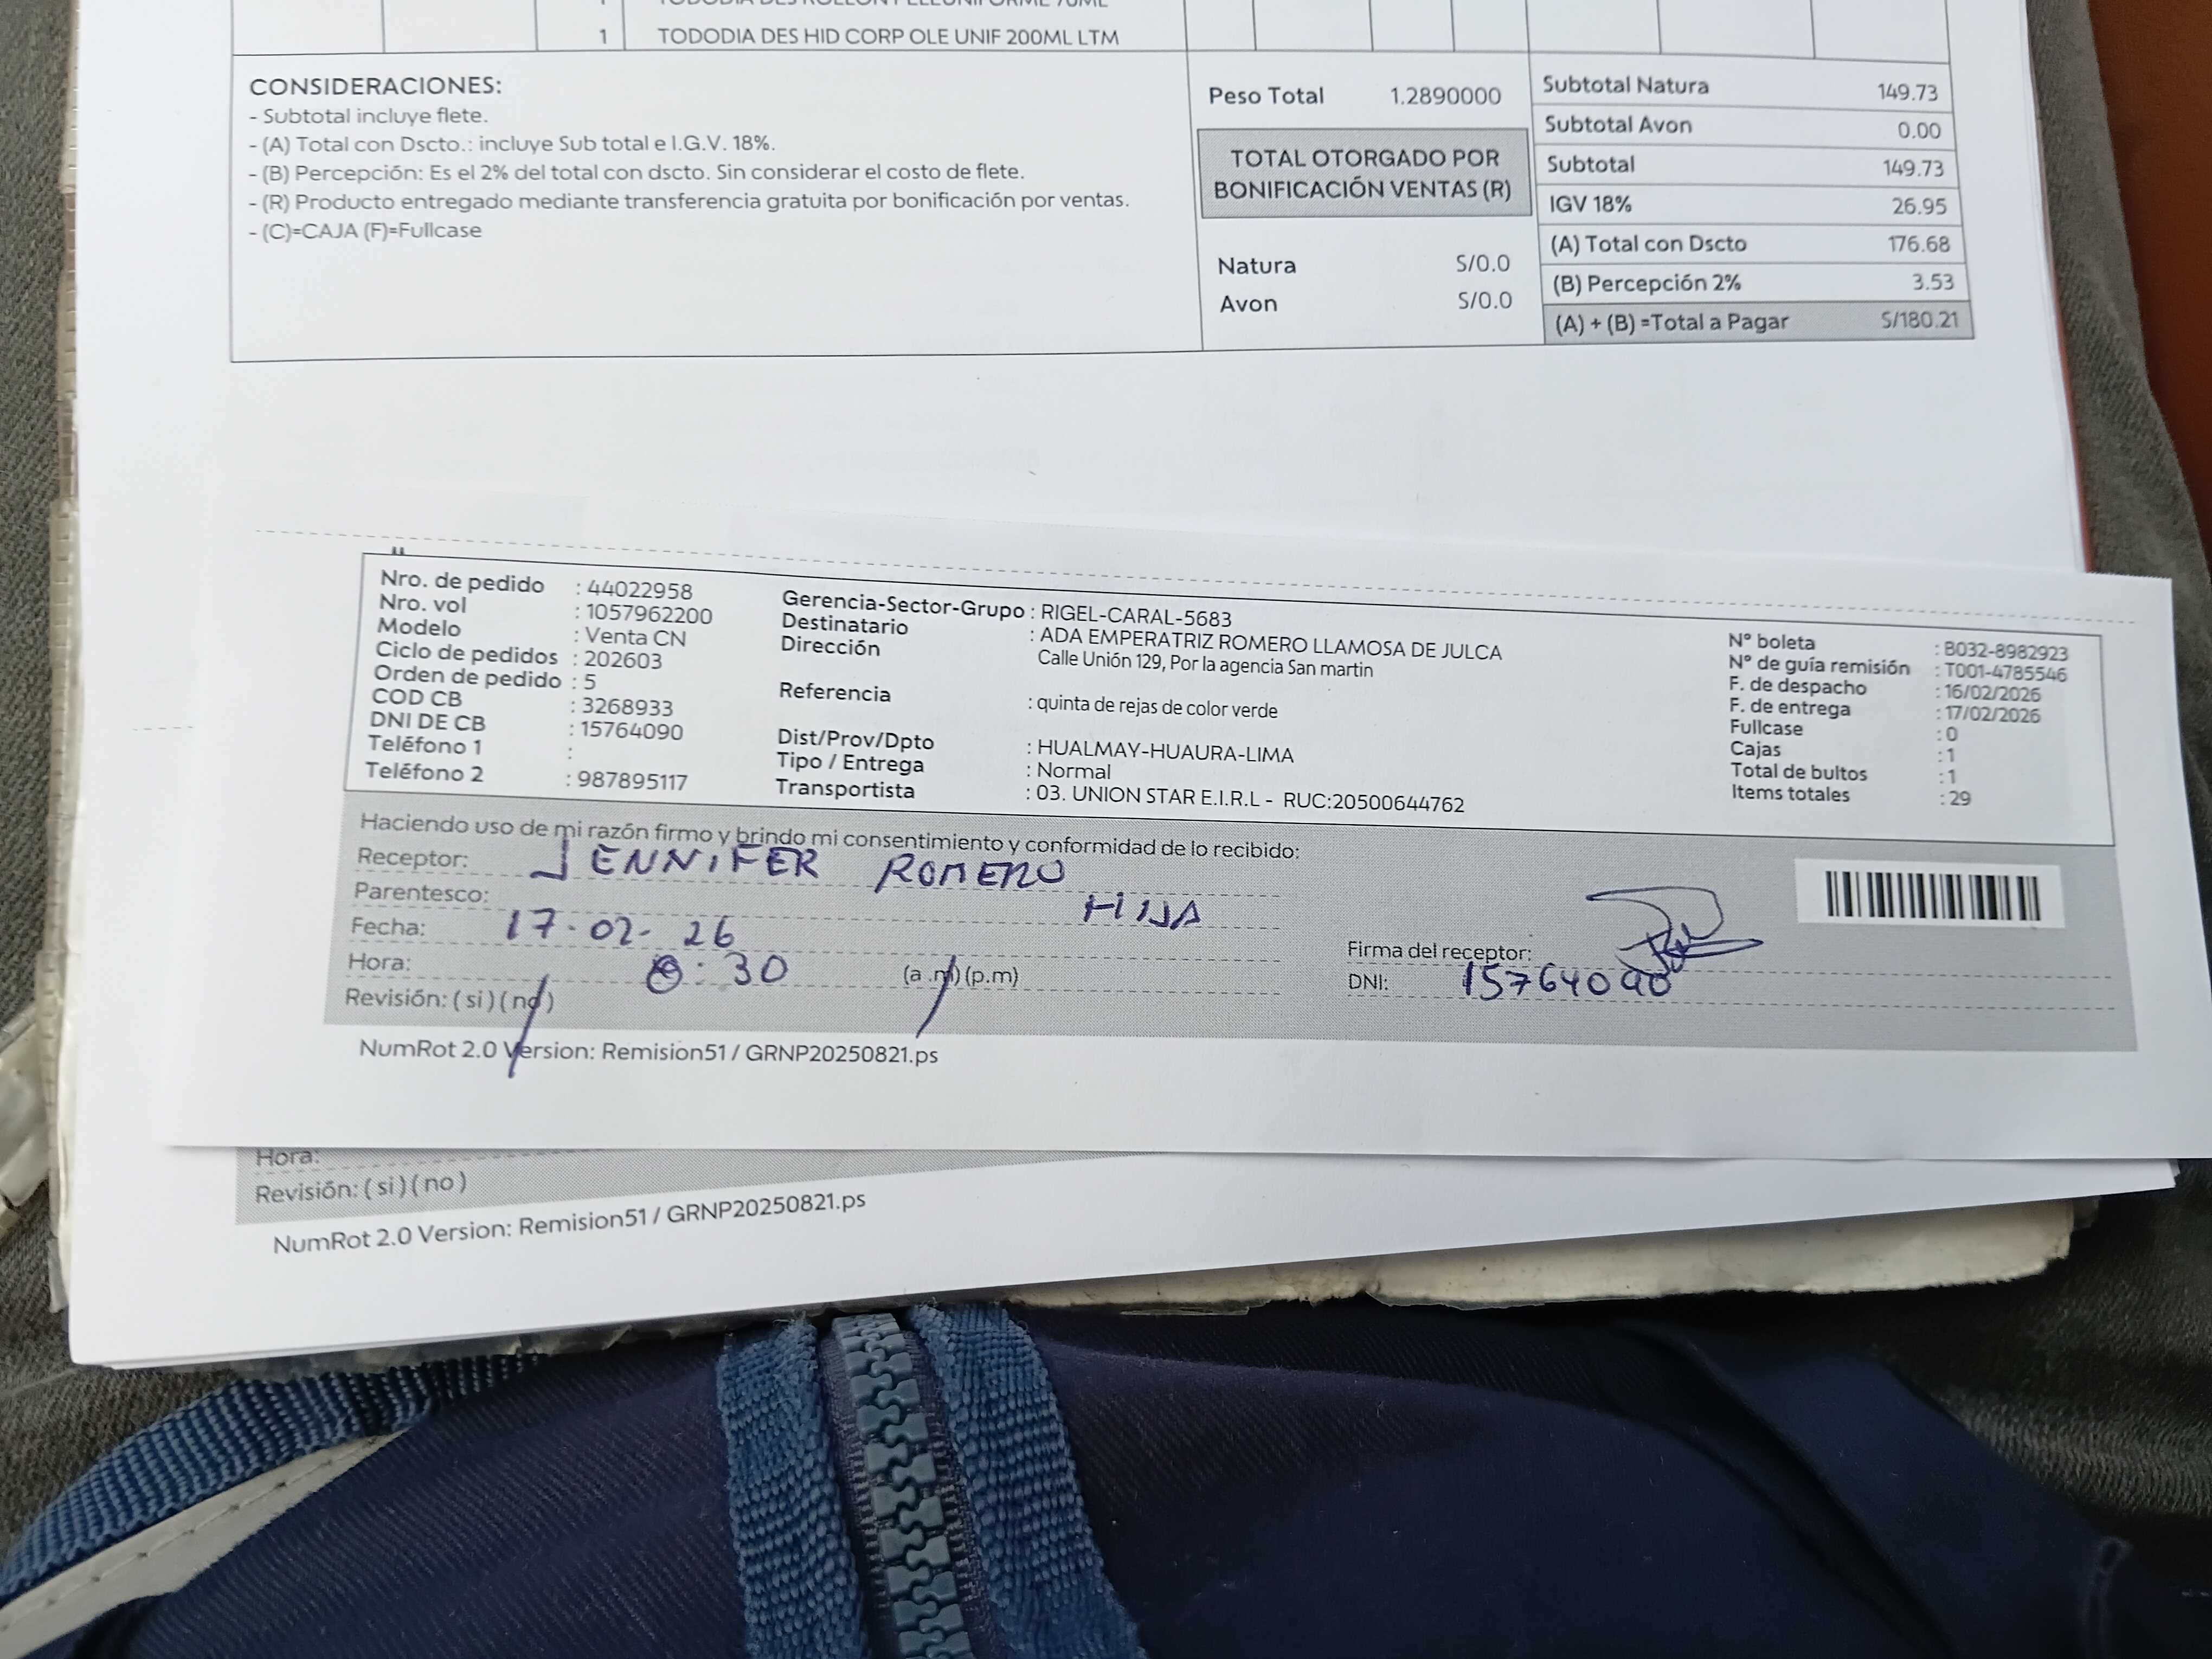 1 TODODIA DES HID CORP OLE UNIF 200ML LTM
CONSIDERACIONES:
- Subtotal incluye flete.
- (A) Total con Dscto.: incluye Sub total e I.G.V. 18%.
- (B) Percepción: Es el 2% del total con dscto. Sin considerar el costo de flete.
- (R) Producto entregado mediante transferencia gratuita por bonificación por ventas.
- (C)=CAJA (F)=Fullcase
Peso Total 1.2890000
TOTAL OTORGADO POR
BONIFICACIÓN VENTAS (R)
Natura S/0.0
Avon S/0.0
Subtotal Natura 149.73
Subtotal Avon 0.00
Subtotal 149.73
IGV 18% 26.95
(A) Total con Dscto 176.68
(B) Percepción 2% 3.53
(A) + (B) =Total a Pagar S/180.21
Nro. de pedido : 44022958
Nro. vol : 1057962200
Modelo : Venta CN
Ciclo de pedidos : 202603
Orden de pedido : 5
COD CB : 3268933
DNI DE CB : 15764090
Teléfono 1 :
Teléfono 2 : 987895117
Gerencia-Sector-Grupo : RIGEL-CARAL-5683
Destinatario : ADA EMPERATRIZ ROMERO LLAMOSA DE JULCA
Dirección Calle Unión 129, Por la agencia San martin
Referencia : quinta de rejas de color verde
Dist/Prov/Dpto : HUALMAY-HUAURA-LIMA
Tipo / Entrega : Normal
Transportista : 03. UNION STAR E.I.R.L - RUC:20500644762
N° boleta : B032-8982923
N° de guía remisión : T001-4785546
F. de despacho : 16/02/2026
F. de entrega : 17/02/2026
Fullcase : 0
Cajas : 1
Total de bultos : 1
Items totales : 29
Haciendo uso de mi razón firmo y brindo mi consentimiento y conformidad de lo recibido:
Receptor: JENNIFER ROMERO
Parentesco: HIJA
Fecha: 17-02-26
Hora: 8:30 (a.m) (p.m)
Revisión: ( si ) ( no )
Firma del receptor:
DNI: 15764090
NumRot 2.0 Version: Remision51 / GRNP20250821.ps
Hora:
Revisión: ( si ) ( no )
NumRot 2.0 Version: Remision51 / GRNP20250821.ps